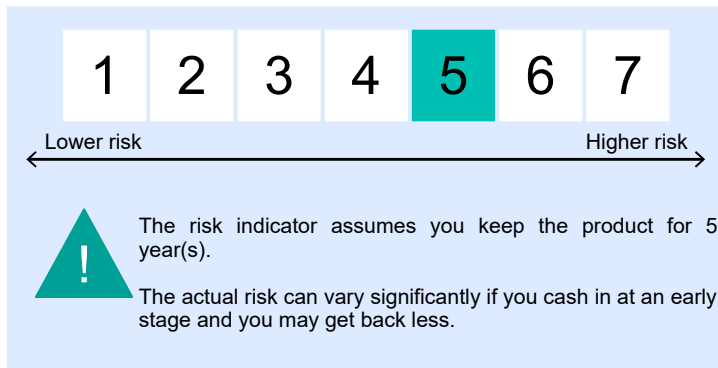 1 2 3 4 5 6 7
Lower risk Higher risk
!
The risk indicator assumes you keep the product for 5
year(s).
The actual risk can vary significantly if you cash in at an early
stage and you may get back less.